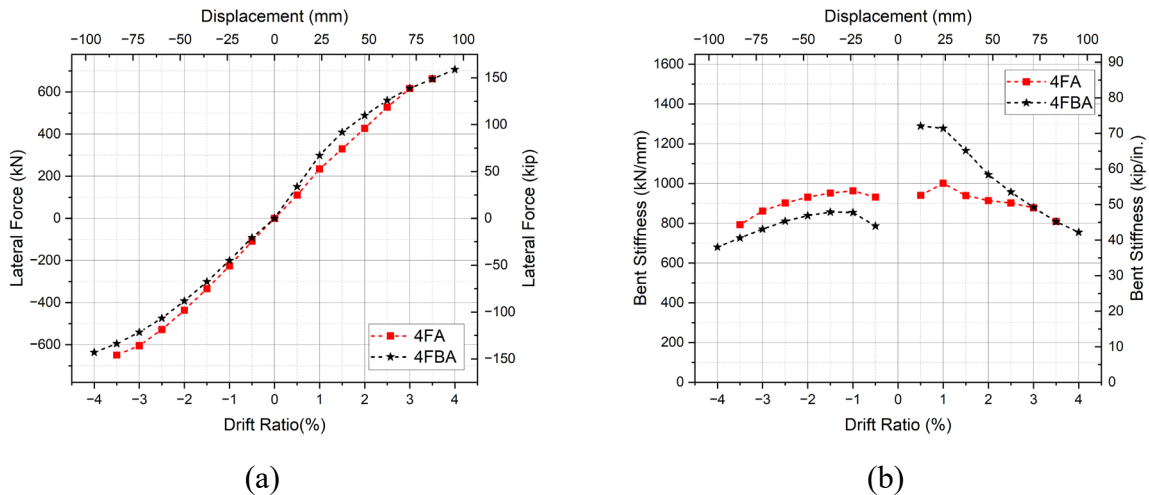 Displacement (mm)
−100 −75 −50 −25 0 25 50 75 100
Lateral Force (kN)
600
400
200
0
−200
−400
−600
150
100
50
0
−50
−100
−150
Lateral Force (kip)
4FA
4FBA
−4 −3 −2 −1 0 1 2 3 4
Drift Ratio(%)
(a)
Displacement (mm)
−100 −75 −50 −25 0 25 50 75 100
Bent Stiffness (kN/mm)
1600
1400
1200
1000
800
600
400
200
0
90
80
70
60
50
40
30
20
10
0
Bent Stiffness (kip/in.)
4FA
4FBA
−4 −3 −2 −1 0 1 2 3 4
Drift Ratio (%)
(b)